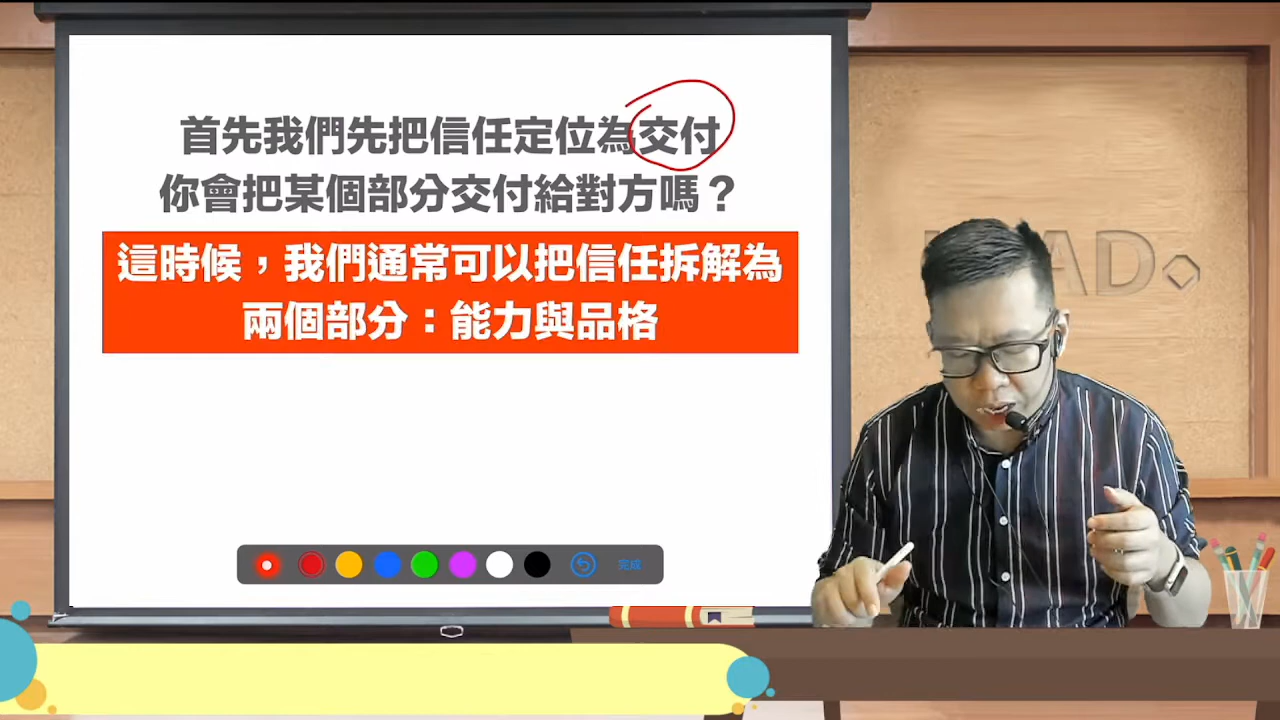 首先我們先把信任定位為交付
你會把某個部分交付給對方嗎？
這時候，我們通常可以把信任拆解為
兩個部分：能力與品格
完成